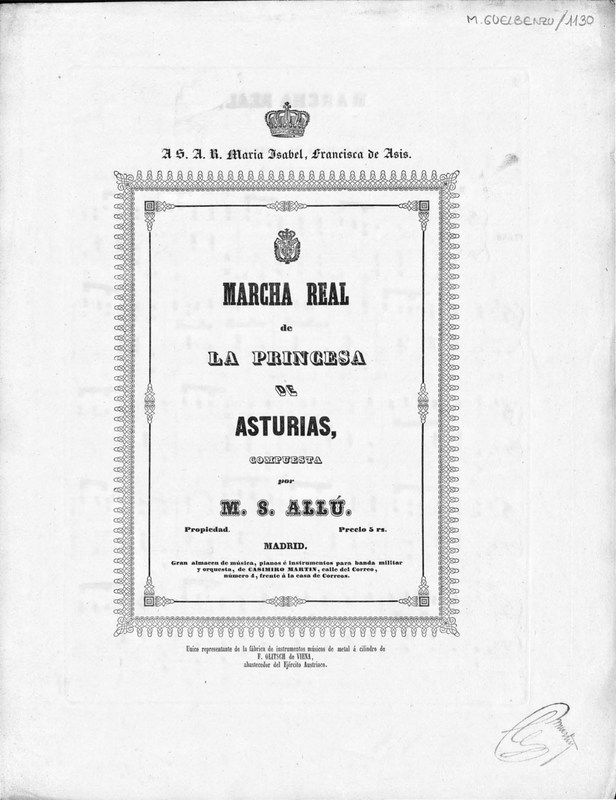 M. GUELBENZU/1130
A S. A. R. Maria Isabel, Francisca de Asis.
MARCHA REAL
de
LA PRINCESA
DE
ASTURIAS,
COMPUESTA
por
M. S. ALLÚ.
Propiedad. Precio 5 rs.
MADRID.
Gran almacen de música, pianos é instrumentos para banda militar
y orquesta, de CASIMIRO MARTIN, calle del Correo,
número 4, frente á la casa de Correos.
Unico representante de la fábrica de instrumentos músicos de metal á cilindro de
F. OLITSCH de VIENA,
abastecedor del Ejército Austriaco.